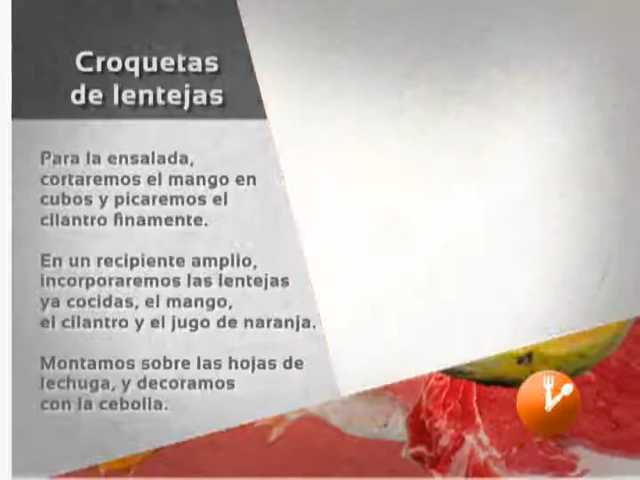 Croquetas
de lentejas
Para la ensalada,
cortaremos el mango en
cubos y picaremos el
cilantro finamente.
En un recipiente amplio,
incorporaremos las lentejas
ya cocidas, el mango,
el cilantro y el jugo de naranja.
Montamos sobre las hojas de
lechuga, y decoramos
con la cebolla.